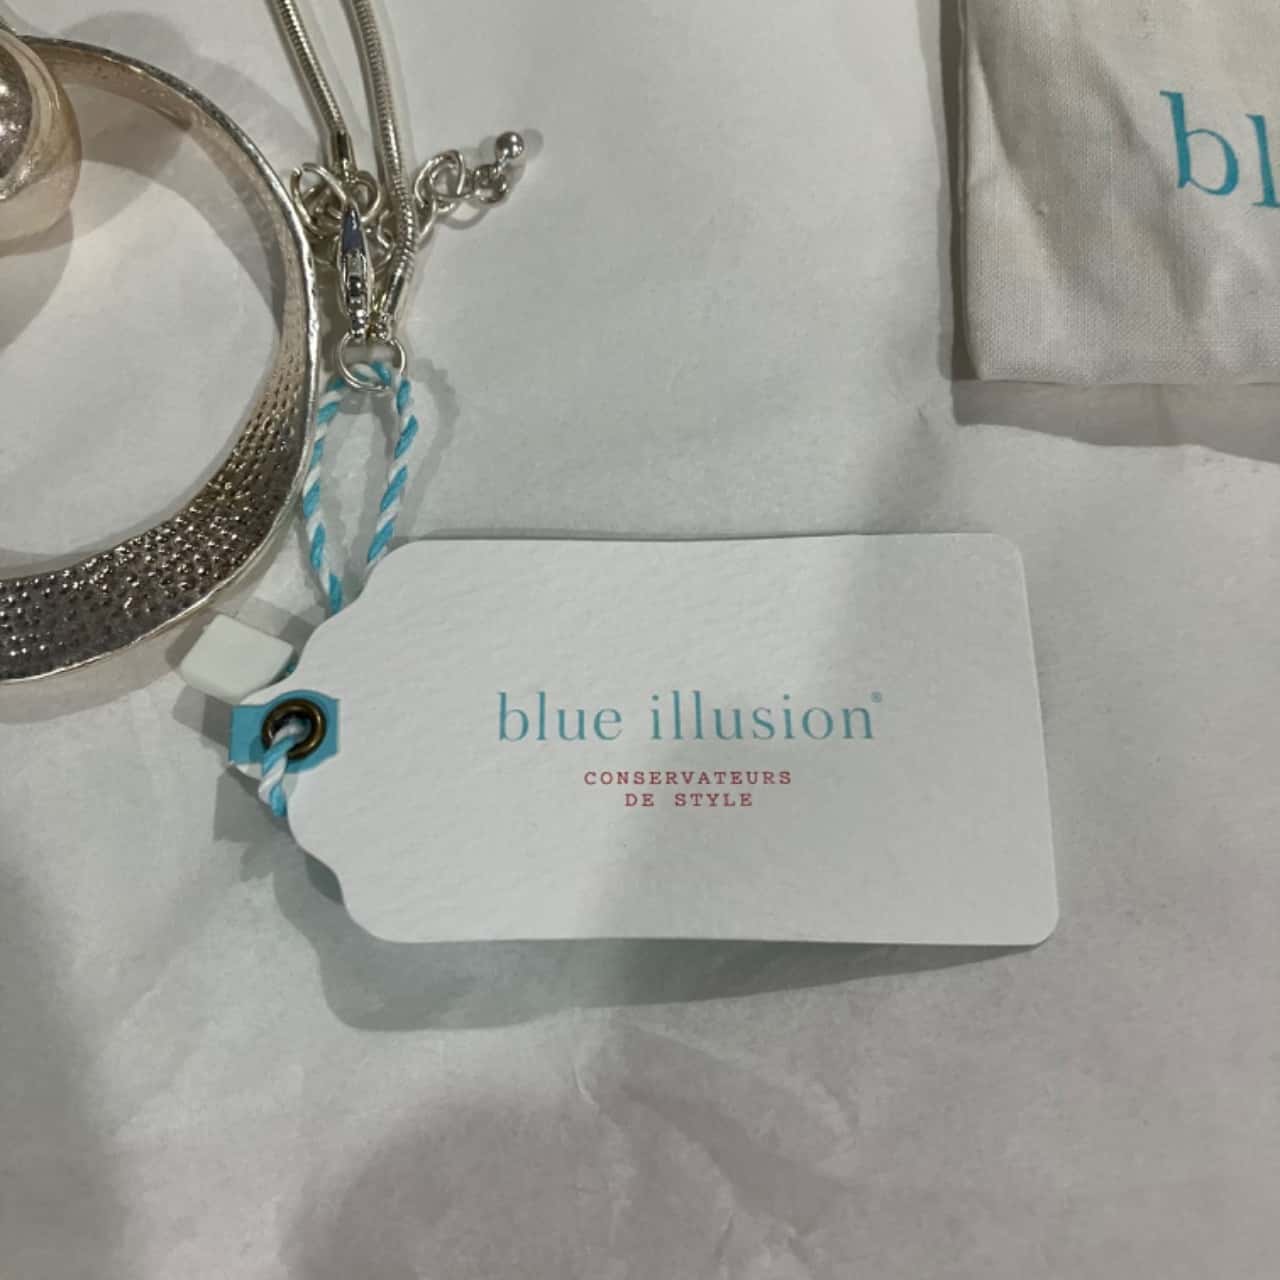 bl
blue illusion®
CONSERVATEURS
DE STYLE